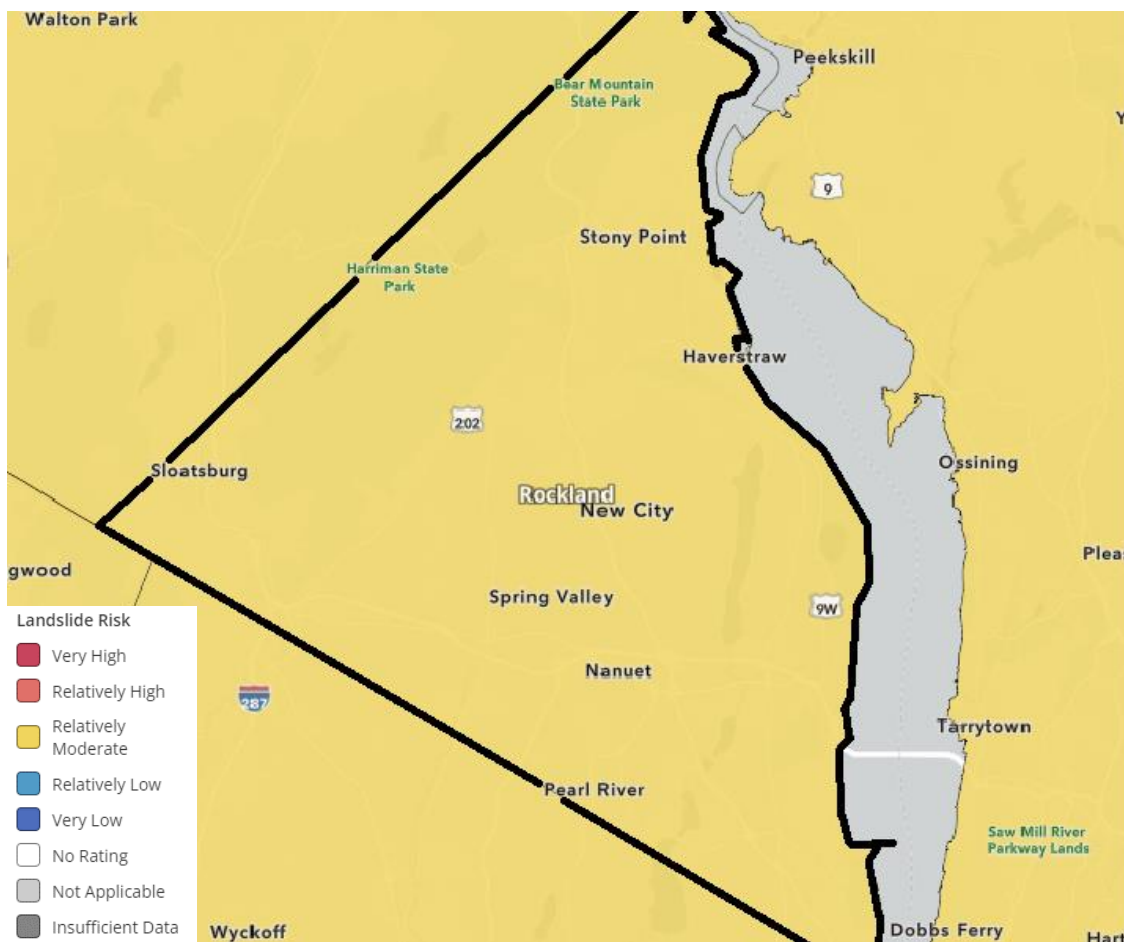 Walton Park
Peekskill
Bear Mountain
State Park
Y
9
Stony Point
Harriman State
Park
Haverstraw
202
Sloatsburg
Ossining
Rockland
New City
Pleas
gwood
Spring Valley
9W
Nanuet
287
Tarrytown
Pearl River
Saw Mill River
Parkway Lands
Wyckoff
Dobbs Ferry
Hart
Landslide Risk
Very High
Relatively High
Relatively
Moderate
Relatively Low
Very Low
No Rating
Not Applicable
Insufficient Data